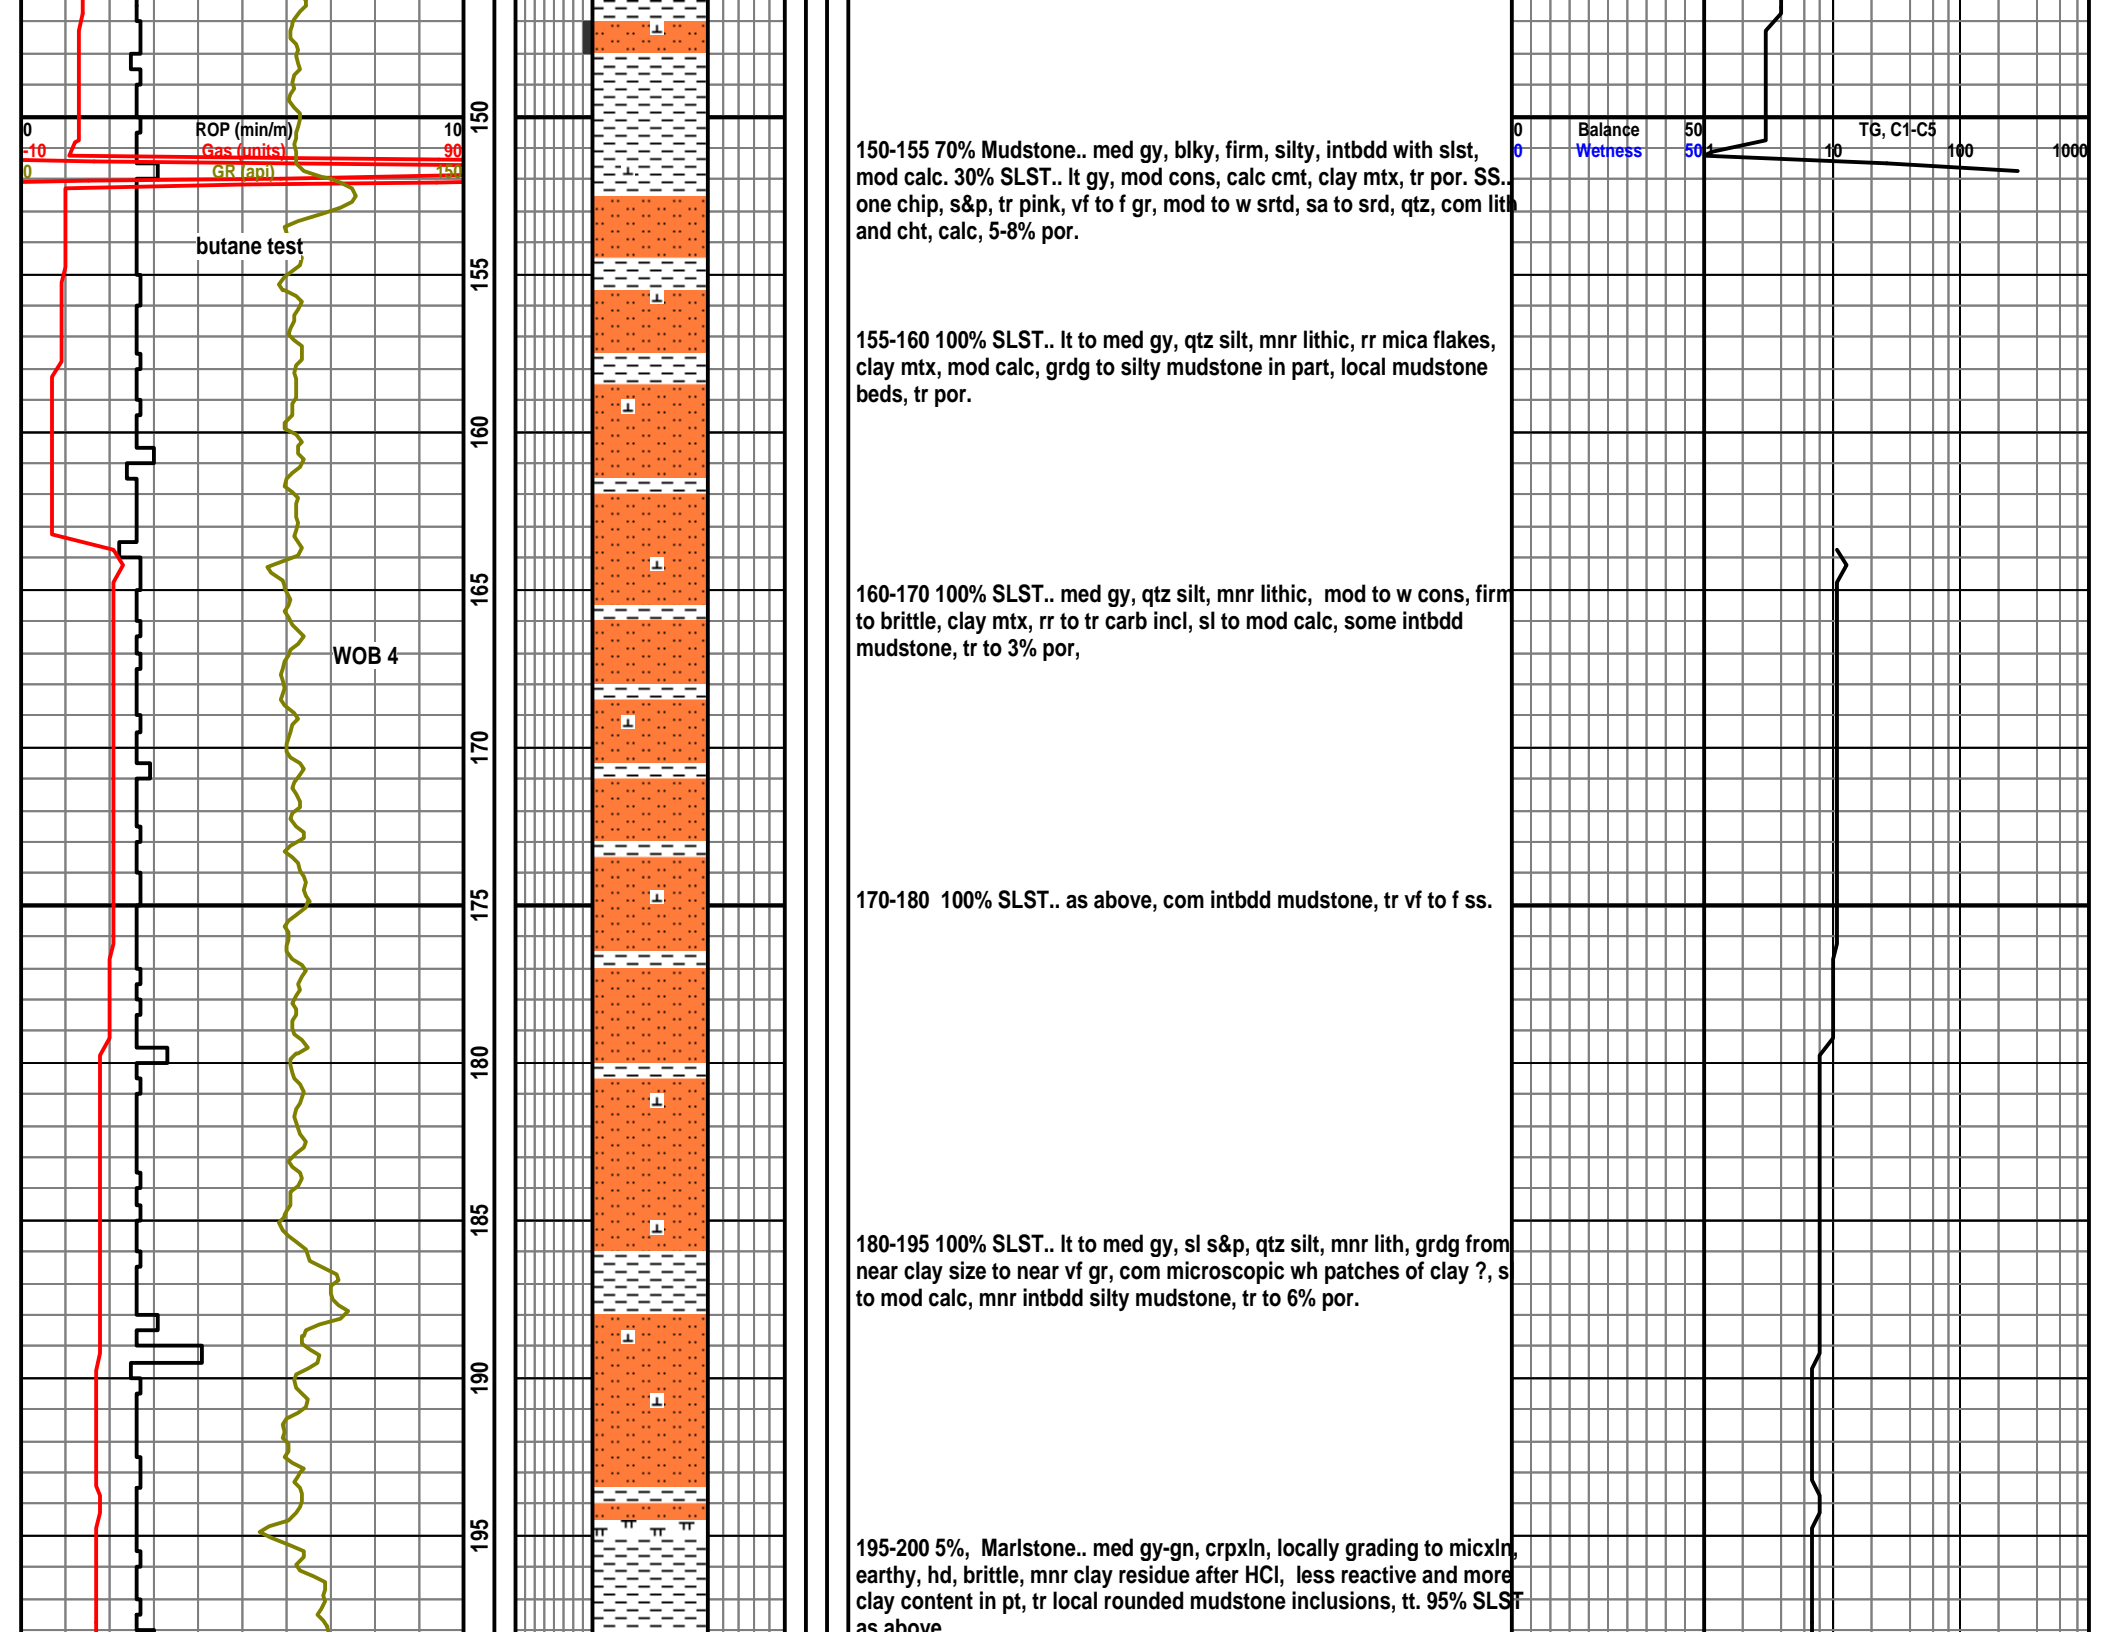 150
0 ROP (min/m) 10
-10 Gas (units) 90
0 GR (api) 150
butane test
155
160
165
WOB 4
170
175
180
185
190
195
150-155 70% Mudstone.. med gy, blky, firm, silty, intbdd with slst,
mod calc. 30% SLST.. lt gy, mod cons, calc cmt, clay mtx, tr por. SS..
one chip, s&p, tr pink, vf to f gr, mod to w srtd, sa to srd, qtz, com lith
and cht, calc, 5-8% por.
155-160 100% SLST.. lt to med gy, qtz silt, mnr lithic, rr mica flakes,
clay mtx, mod calc, grdg to silty mudstone in part, local mudstone
beds, tr por.
160-170 100% SLST.. med gy, qtz silt, mnr lithic, mod to w cons, firm
to brittle, clay mtx, rr to tr carb incl, sl to mod calc, some intbdd
mudstone, tr to 3% por,
170-180 100% SLST.. as above, com intbdd mudstone, tr vf to f ss.
180-195 100% SLST.. lt to med gy, sl s&p, qtz silt, mnr lith, grdg from
near clay size to near vf gr, com microscopic wh patches of clay ?, s
to mod calc, mnr intbdd silty mudstone, tr to 6% por.
195-200 5%, Marlstone.. med gy-gn, crpxln, locally grading to micxln,
earthy, hd, brittle, mnr clay residue after HCl, less reactive and more
clay content in pt, tr local rounded mudstone inclusions, tt. 95% SLST
as above
0 Balance 50
0 Wetness 50
TG, C1-C5
1 10 100 1000